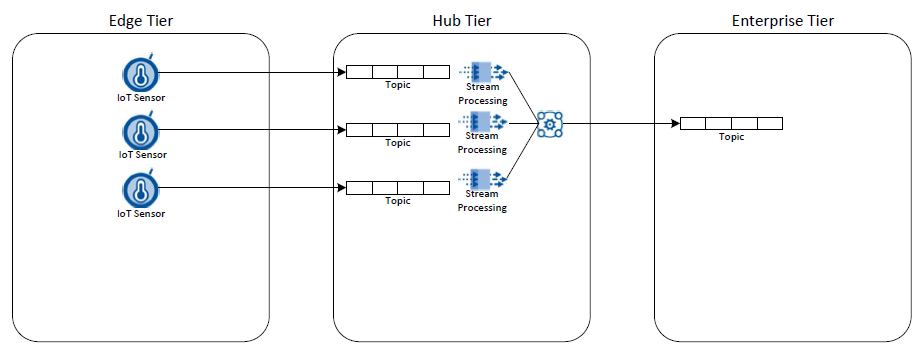 Edge Tier
Hub Tier
Enterprise Tier
IoT Sensor
Topic
Stream
Processing
IoT Sensor
Topic
Stream
Processing
Topic
IoT Sensor
Topic
Stream
Processing